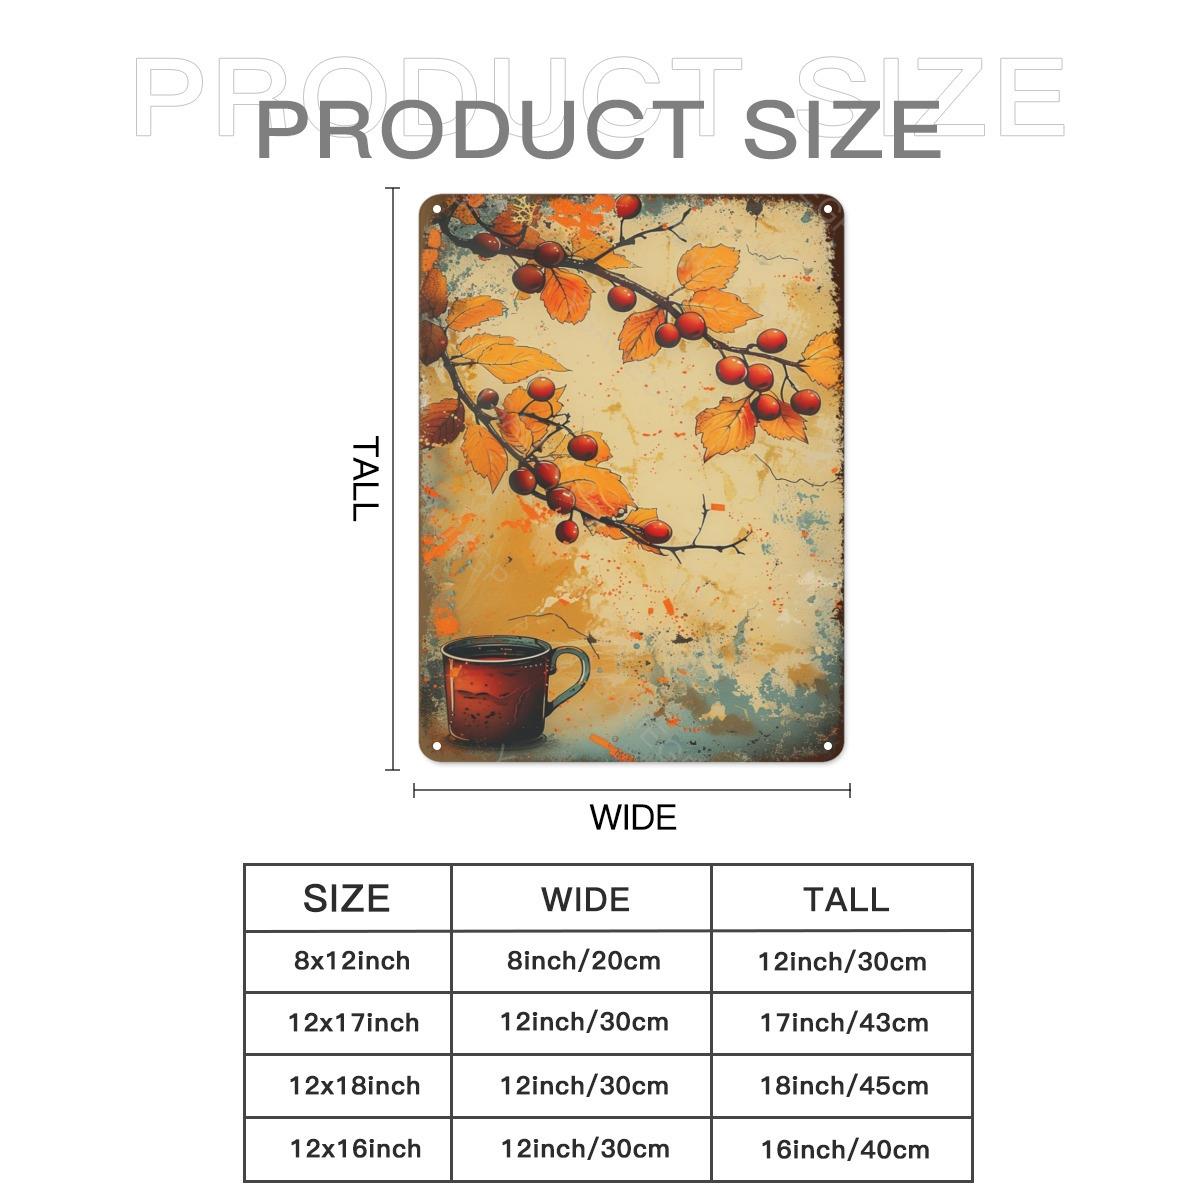 PRODUCT SIZE
PRODUCT SIZE
TALL
WIDE
SIZE WIDE TALL
8x12inch 8inch/20cm 12inch/30cm
12x17inch 12inch/30cm 17inch/43cm
12x18inch 12inch/30cm 18inch/45cm
12x16inch 12inch/30cm 16inch/40cm